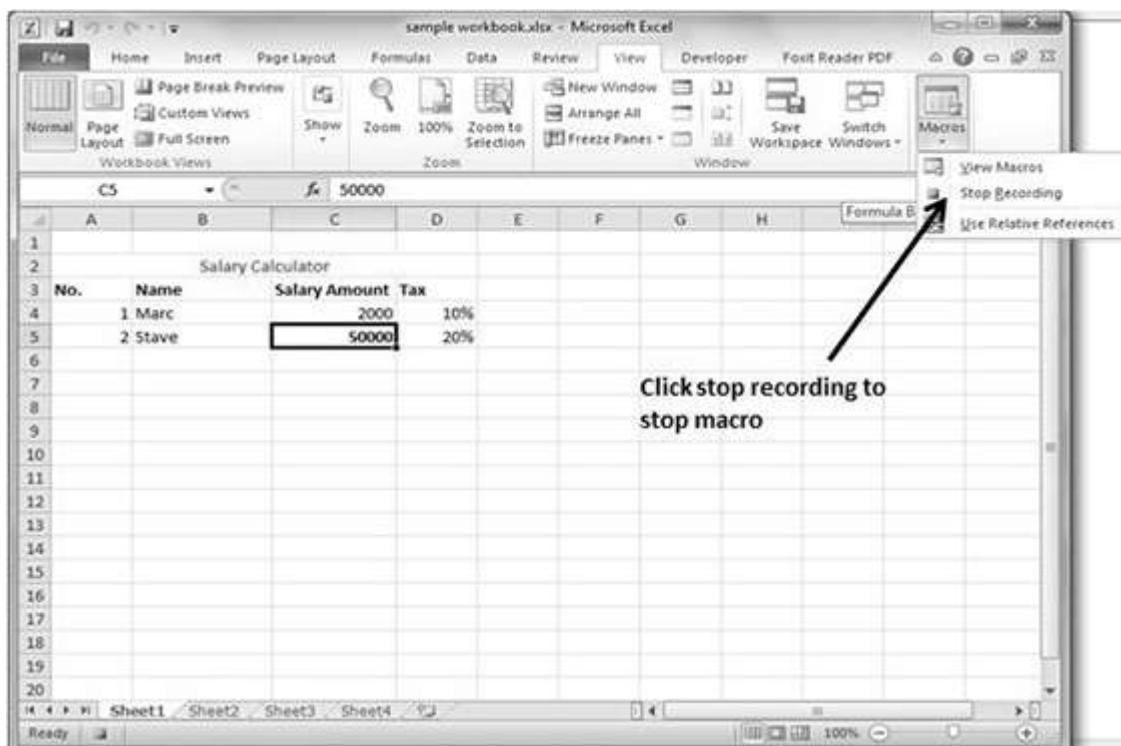 sample workbook.xlsx - Microsoft Excel
File Home Insert Page Layout Formulas Data Review View Developer Foxit Reader PDF
Normal
Page Layout
Page Break Preview
Custom Views
Full Screen
Workbook Views
Show
Zoom
100%
Zoom to Selection
Zoom
New Window
Arrange All
Freeze Panes
Save Workspace
Switch Windows
Window
Macros
View Macros
Stop Recording
Use Relative References
C5 fx 50000
Formula B
A B C D E F G H
1
2 Salary Calculator
3 No. Name Salary Amount Tax
4 1 Marc 2000 10%
5 2 Stave 50000 20%
6
7
8
9
10
11
12
13
14
15
16
17
18
19
20
Click stop recording to
stop macro
Sheet1 Sheet2 Sheet3 Sheet4
Ready 100%